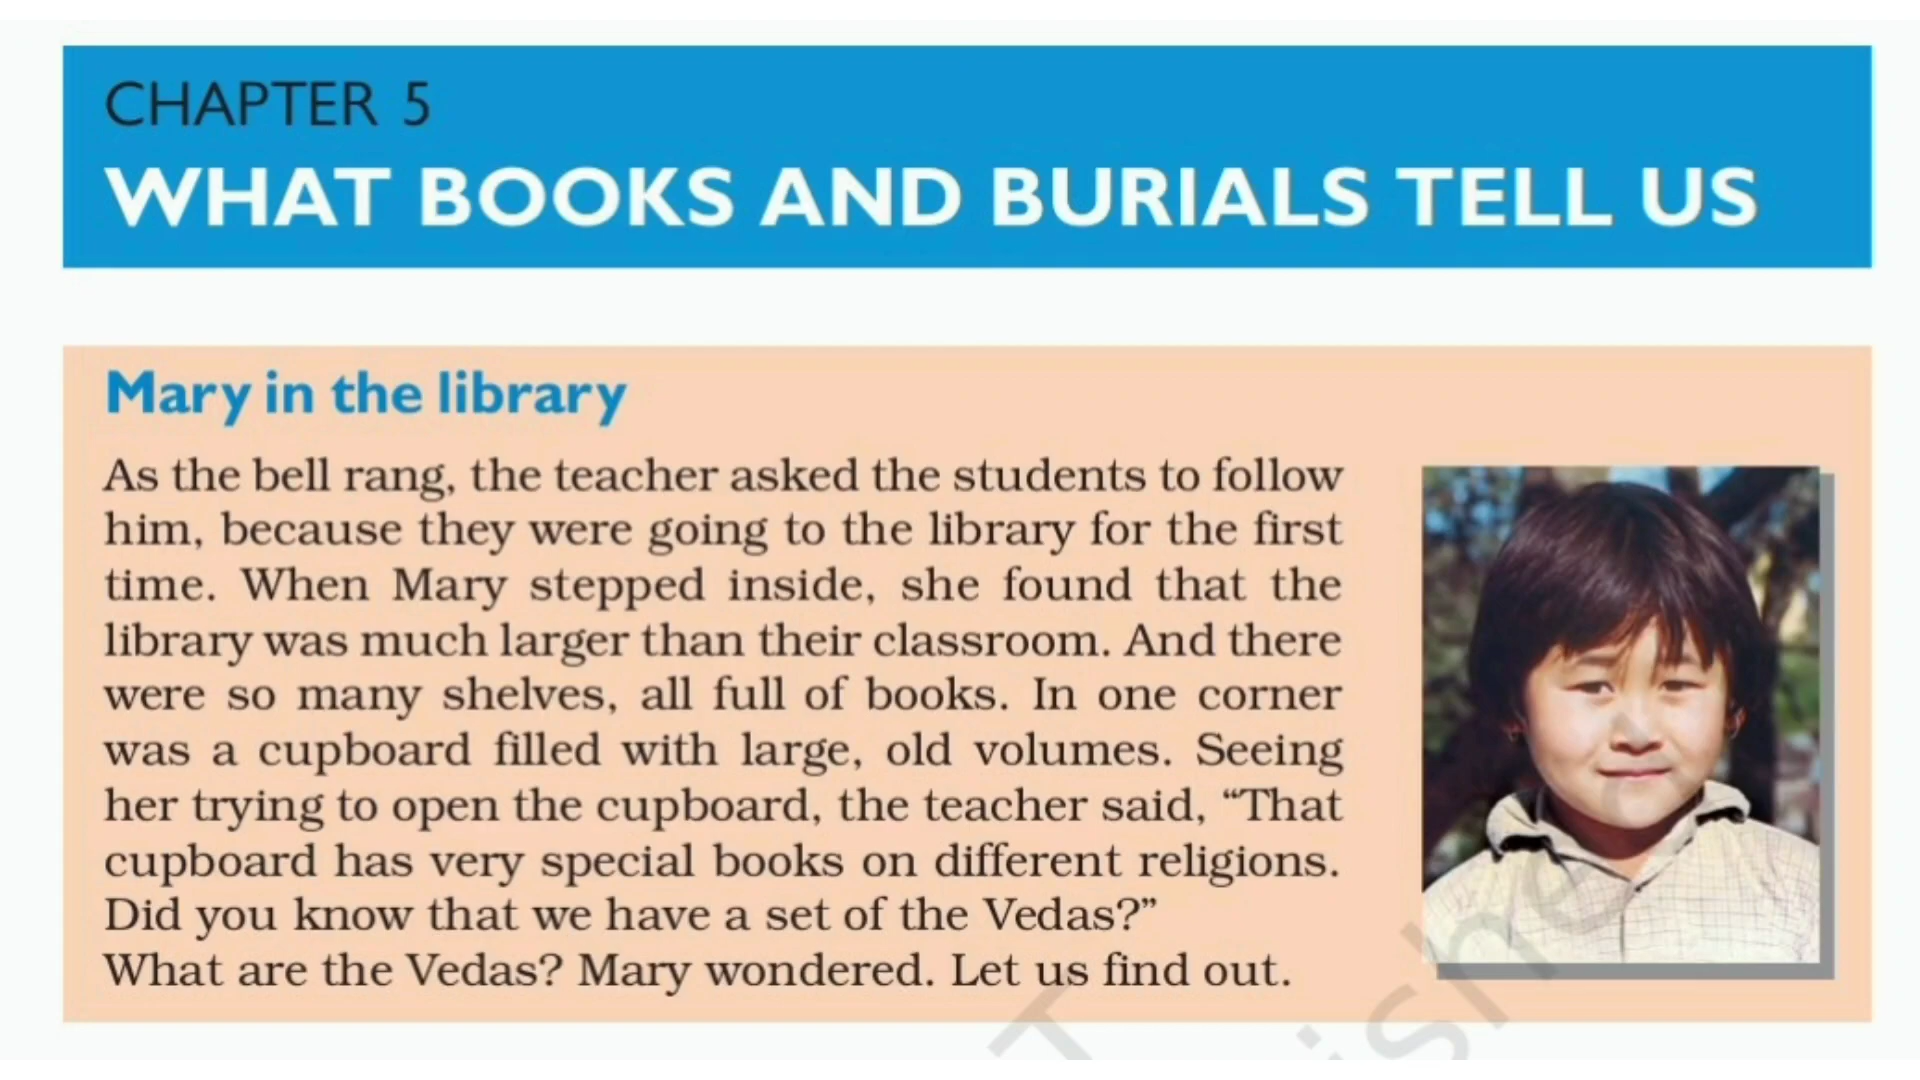 CHAPTER 5
WHAT BOOKS AND BURIALS TELL US
Mary in the library
As the bell rang, the teacher asked the students to follow
him, because they were going to the library for the first
time. When Mary stepped inside, she found that the
library was much larger than their classroom. And there
were so many shelves, all full of books. In one corner
was a cupboard filled with large, old volumes. Seeing
her trying to open the cupboard, the teacher said, “That
cupboard has very special books on different religions.
Did you know that we have a set of the Vedas?”
What are the Vedas? Mary wondered. Let us find out.